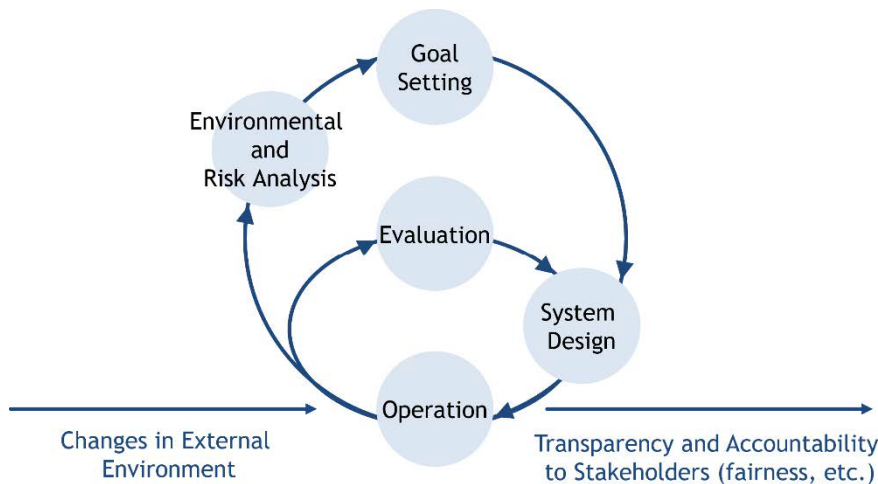 Goal
Setting
Environmental
and
Risk Analysis
Evaluation
System
Design
Operation
Changes in External
Environment
Transparency and Accountability
to Stakeholders (fairness, etc.)